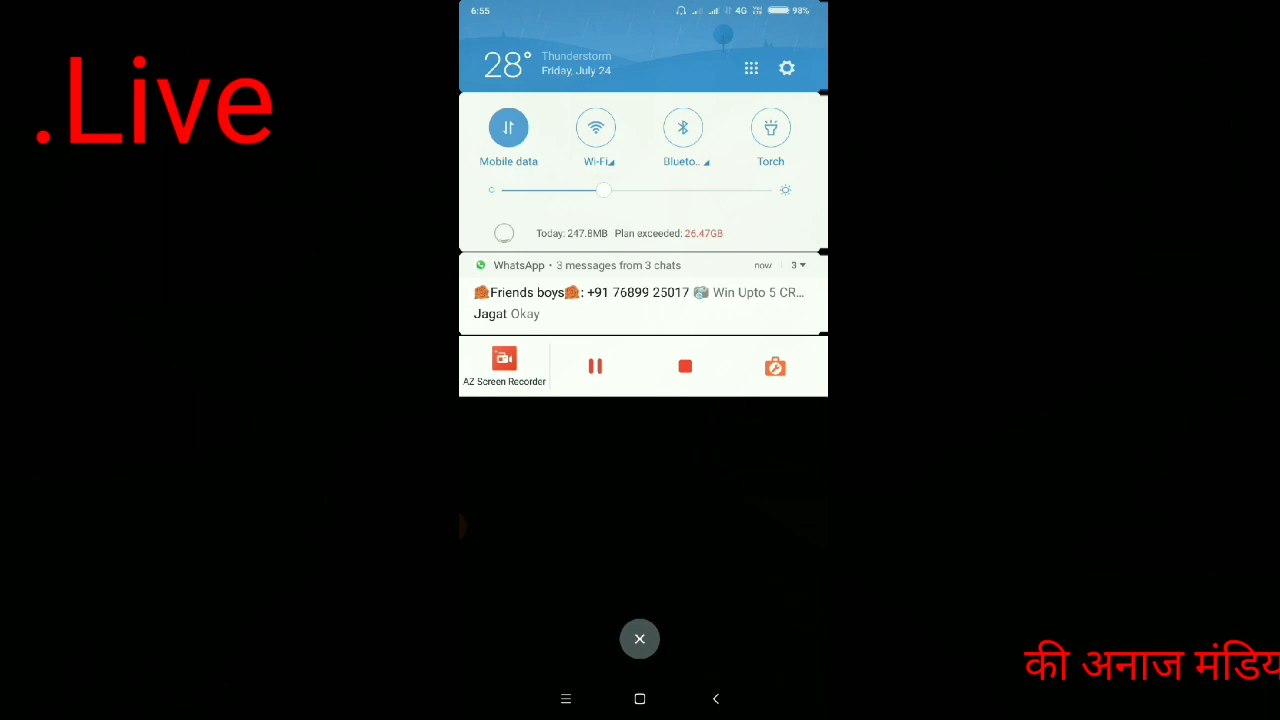 6:55
4G VoLTE 98%
.Live
28° Thunderstorm
Friday, July 24
Mobile data Wi-Fi Blueto.. Torch
Today: 247.8MB Plan exceeded: 26.47GB
WhatsApp • 3 messages from 3 chats now 3
Friends boys: +91 76899 25017 Win Upto 5 CR...
Jagat Okay
AZ Screen Recorder
की अनाज मंडिय